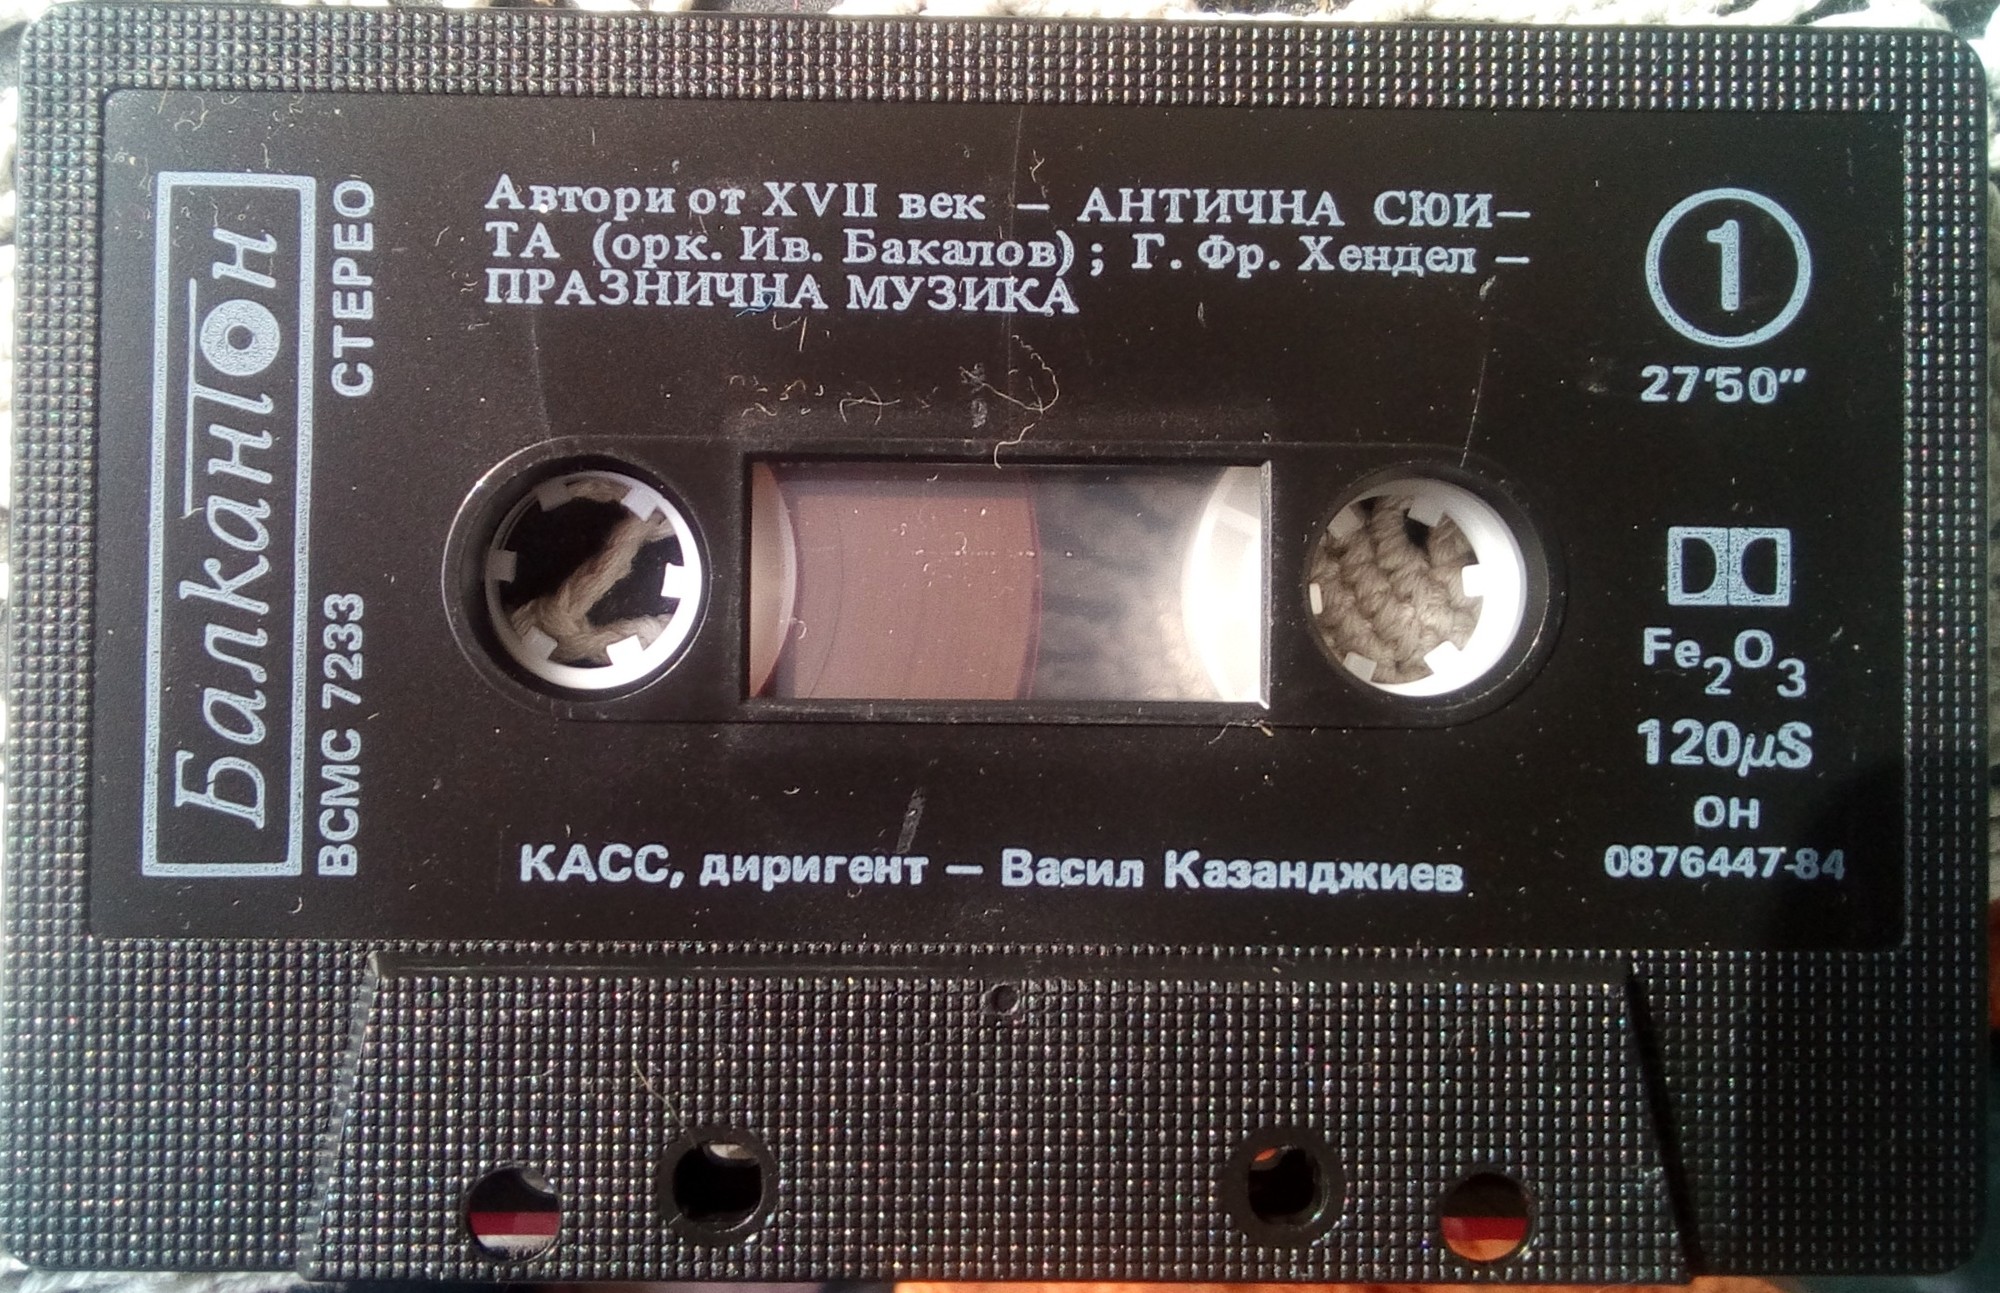 Балкантон
СТЕРЕО
ВСМС 7233
Автори от XVII век – АНТИЧНА СЮИ–
ТА (орк. Ив. Бакалов) ; Г. Фр. Хендел –
ПРАЗНИЧНА МУЗИКА
1
27'50''
Fe2O3
120µS
ОН
0876447-84
КАСС, диригент – Васил Казанджиев